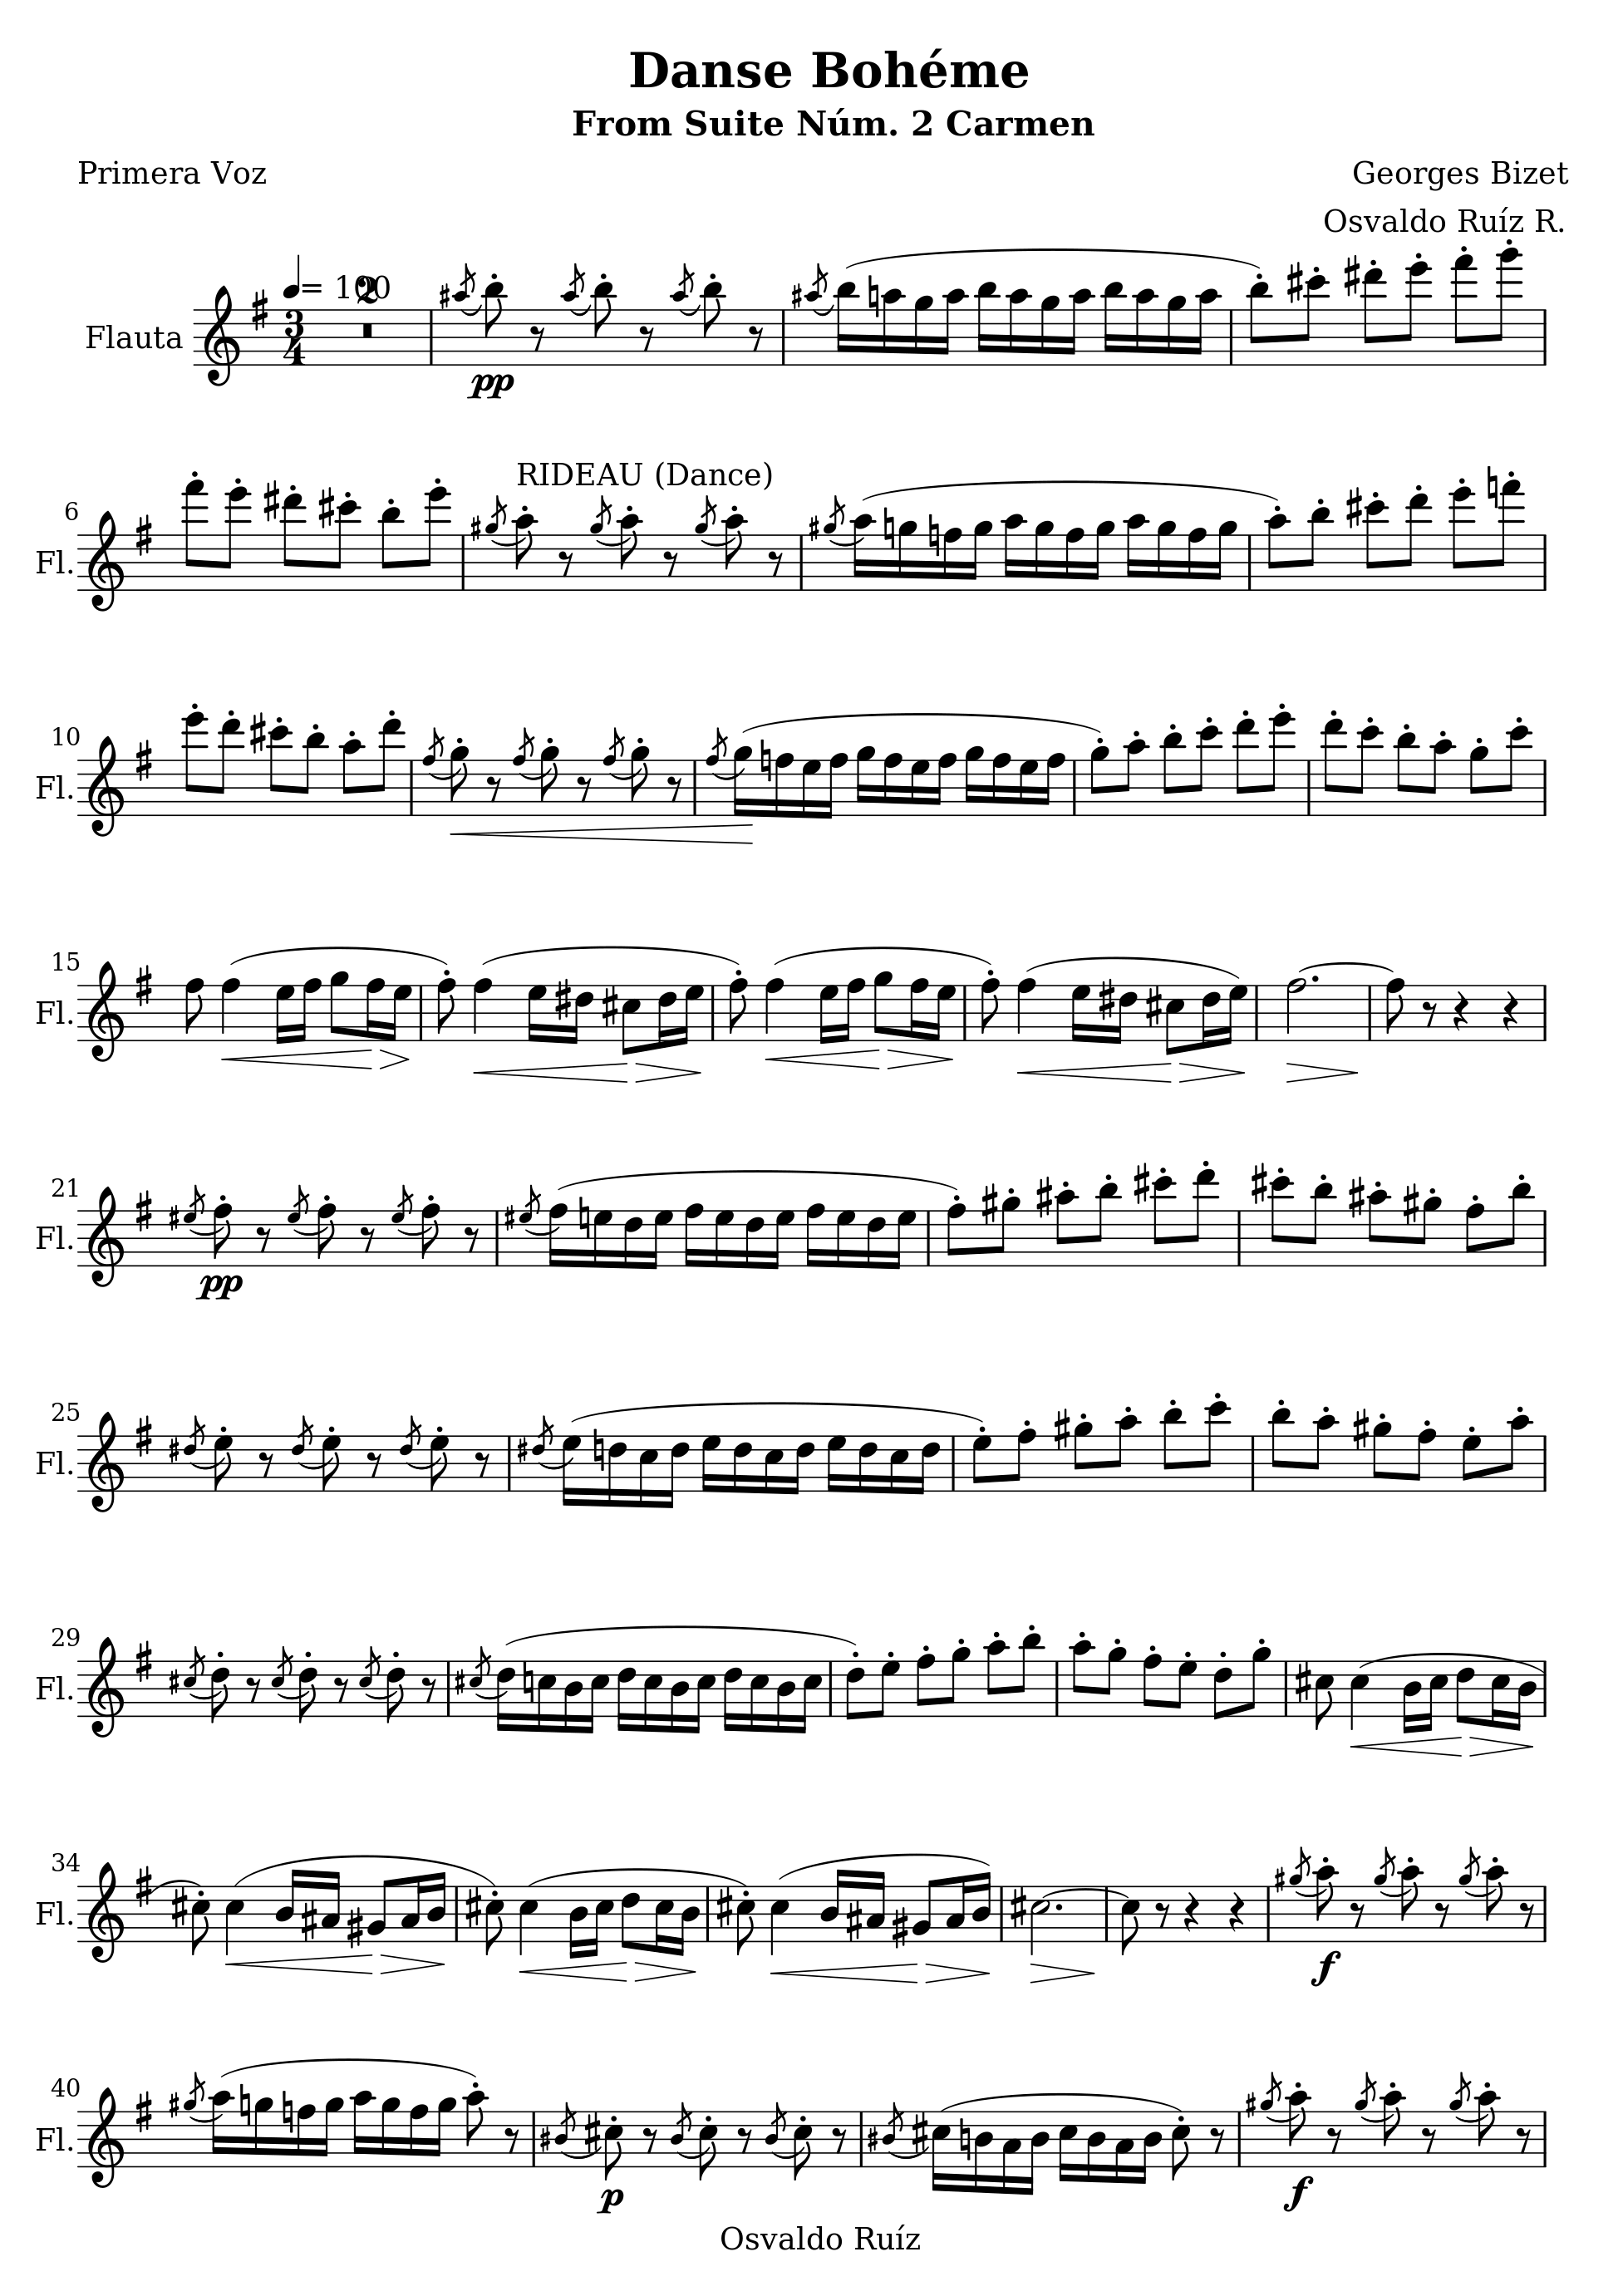 Danse Bohéme
From Suite Núm. 2 Carmen
Primera Voz
Georges Bizet
Osvaldo Ruíz R.
= 100
2
Flauta
3
4
pp
RIDEAU (Dance)
6
Fl.
10
Fl.
15
Fl.
21
Fl.
pp
25
Fl.
29
Fl.
34
Fl.
f
40
Fl.
p
f
Osvaldo Ruíz